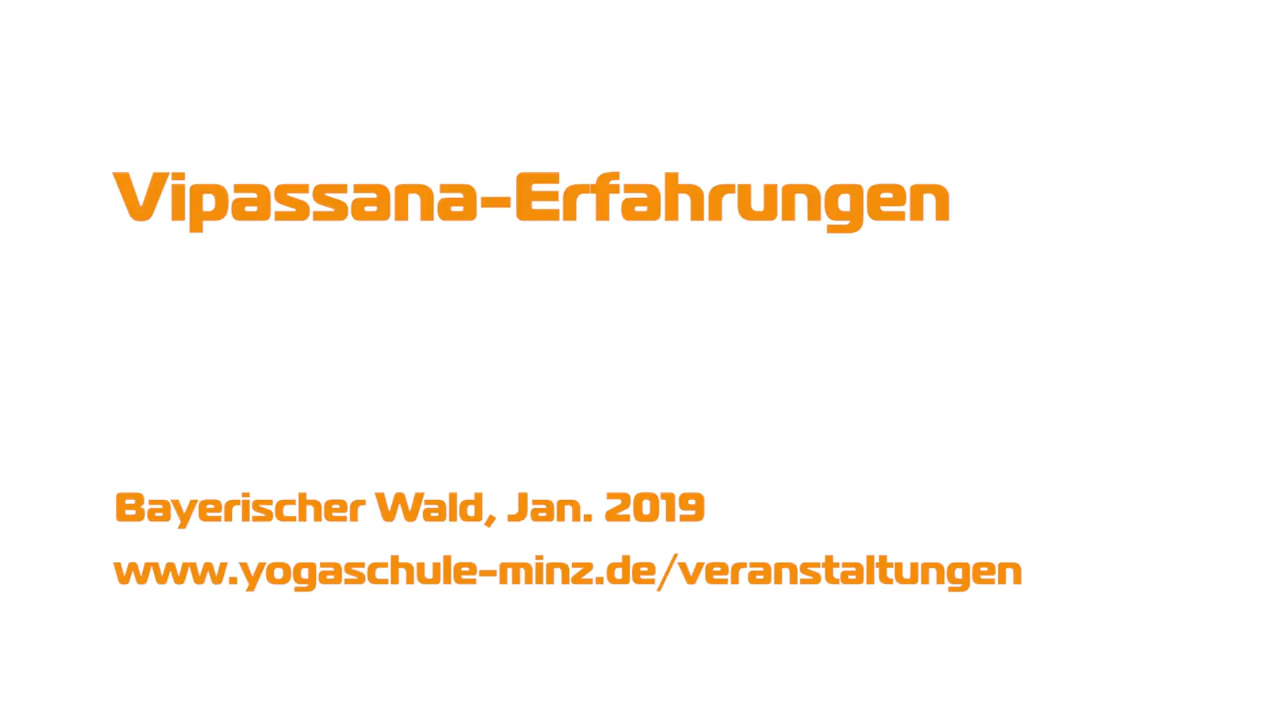 Vipassana-Erfahrungen
Bayerischer Wald, Jan. 2019
www.yogaschule-minz.de/veranstaltungen